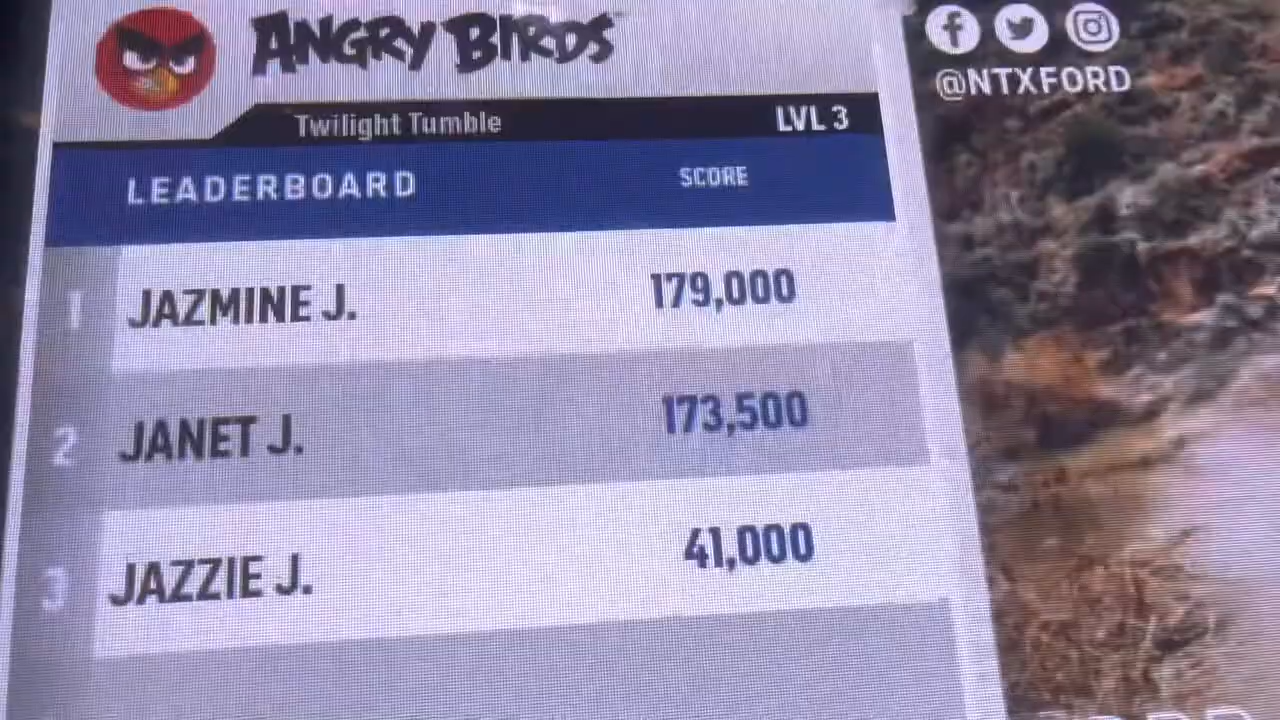 ANGRY BIRDS
@NTXFORD
Twilight Tumble LVL 3
LEADERBOARD SCORE
1 JAZMINE J. 179,000
2 JANET J. 173,500
3 JAZZIE J. 41,000